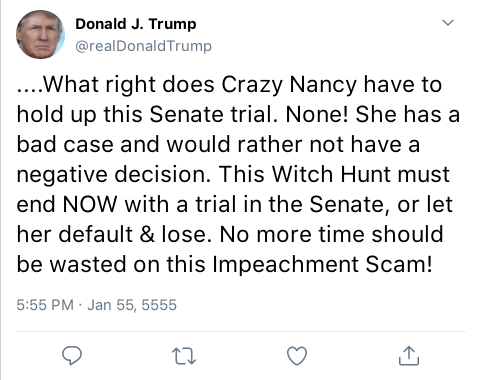 Donald J. Trump
@realDonaldTrump
....What right does Crazy Nancy have to
hold up this Senate trial. None! She has a
bad case and would rather not have a
negative decision. This Witch Hunt must
end NOW with a trial in the Senate, or let
her default & lose. No more time should
be wasted on this Impeachment Scam!
5:55 PM · Jan 55, 5555